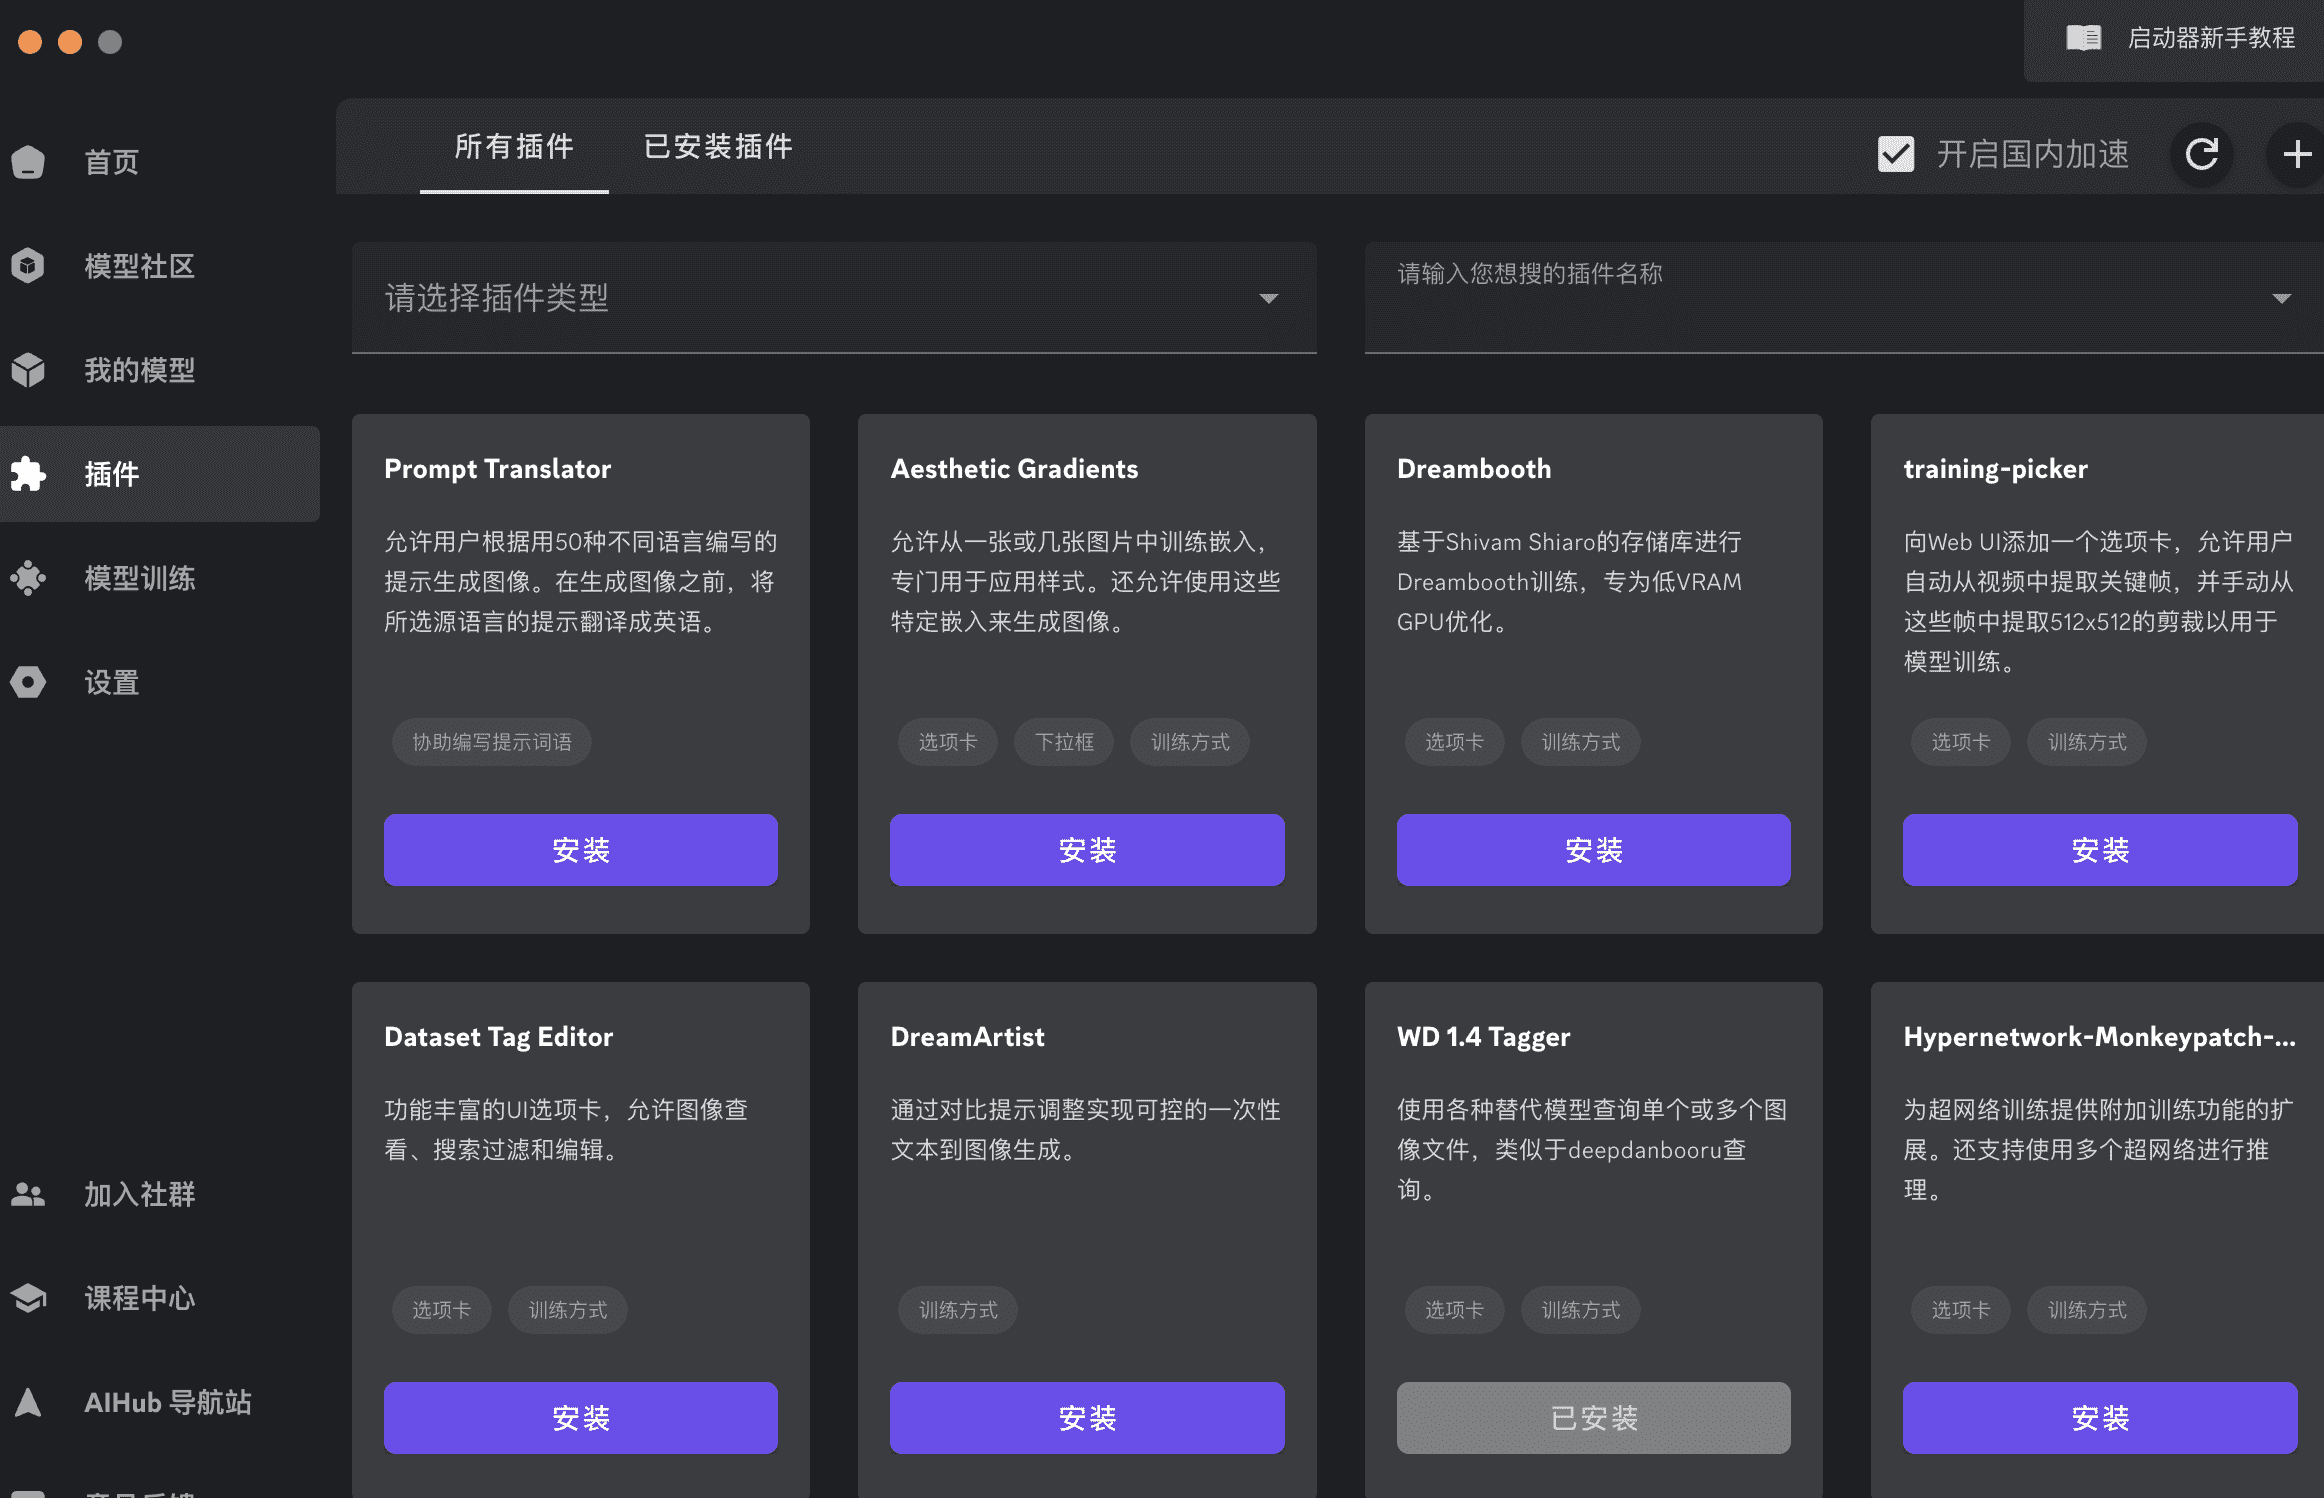 启动器新手教程
首页
模型社区
我的模型
插件
模型训练
设置
加入社群
课程中心
AIHub 导航站
所有插件
已安装插件
开启国内加速
请选择插件类型
请输入您想搜的插件名称
Prompt Translator
允许用户根据用50种不同语言编写的
提示生成图像。在生成图像之前，将
所选源语言的提示翻译成英语。
协助编写提示词语
安装
Aesthetic Gradients
允许从一张或几张图片中训练嵌入，
专门用于应用样式。还允许使用这些
特定嵌入来生成图像。
选项卡
下拉框
训练方式
安装
Dreambooth
基于Shivam Shiaro的存储库进行
Dreambooth训练，专为低VRAM
GPU优化。
选项卡
训练方式
安装
training-picker
向Web UI添加一个选项卡，允许用户
自动从视频中提取关键帧，并手动从
这些帧中提取512x512的剪裁以用于
模型训练。
选项卡
训练方式
安装
Dataset Tag Editor
功能丰富的UI选项卡，允许图像查
看、搜索过滤和编辑。
选项卡
训练方式
安装
DreamArtist
通过对比提示调整实现可控的一次性
文本到图像生成。
训练方式
安装
WD 1.4 Tagger
使用各种替代模型查询单个或多个图
像文件，类似于deepdanbooru查
询。
选项卡
训练方式
已安装
Hypernetwork-Monkeypatch-...
为超网络训练提供附加训练功能的扩
展。还支持使用多个超网络进行推
理。
选项卡
训练方式
安装